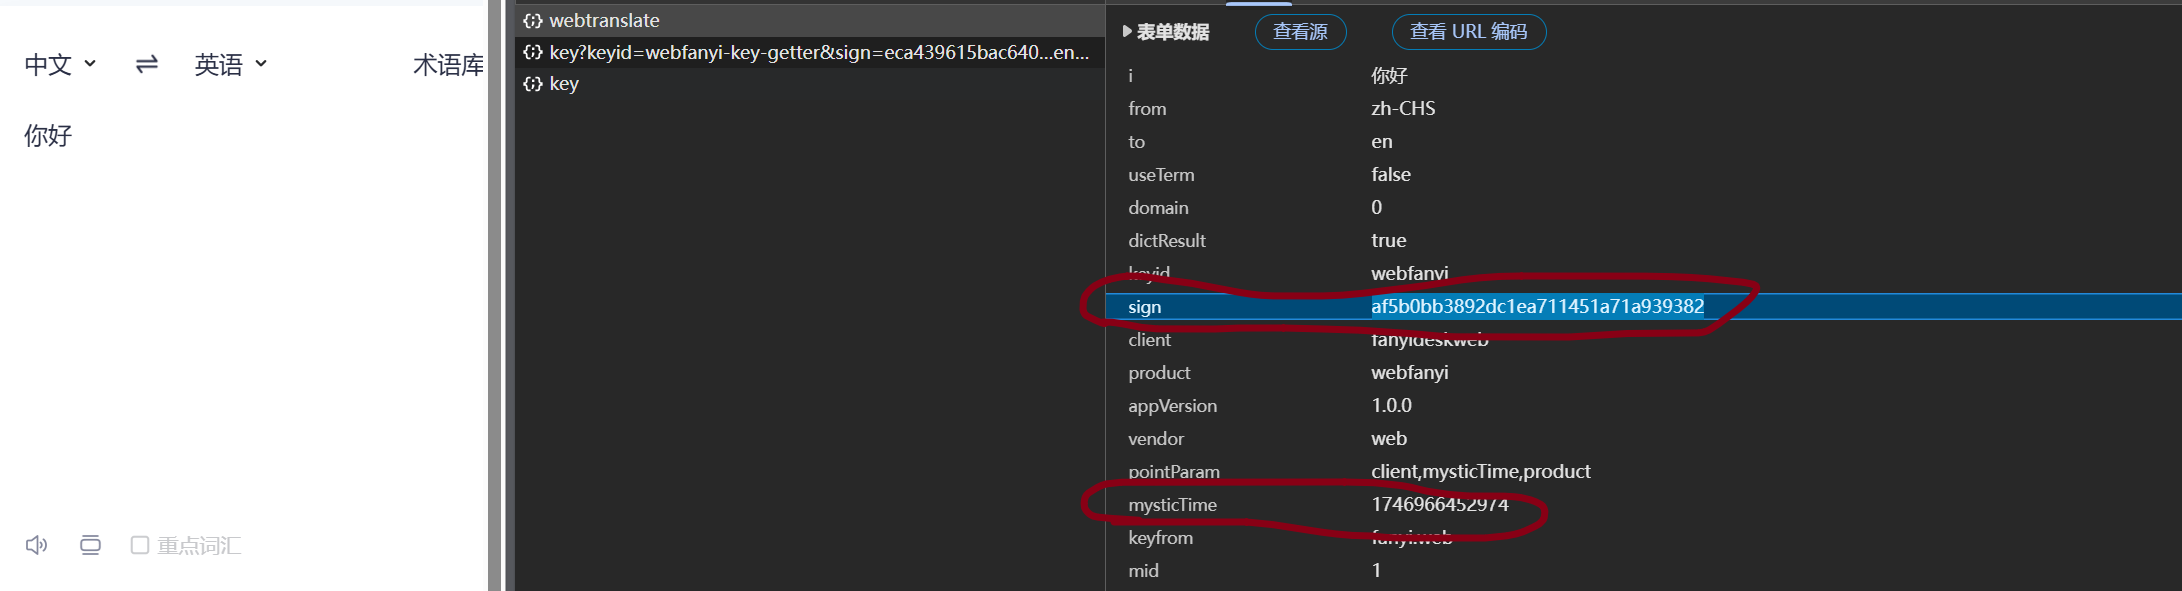 中文
英语
术语库
你好
重点词汇
webtranslate
key?keyid=webfanyi-key-getter&sign=eca439615bac640...en...
key
表单数据
查看源
查看 URL 编码
i 你好
from zh-CHS
to en
useTerm false
domain 0
dictResult true
keyid webfanyi
sign af5b0bb3892dc1ea711451a71a939382
client fanyideskweb
product webfanyi
appVersion 1.0.0
vendor web
pointParam client,mysticTime,product
mysticTime 1746966452974
keyfrom fanyi.web
mid 1